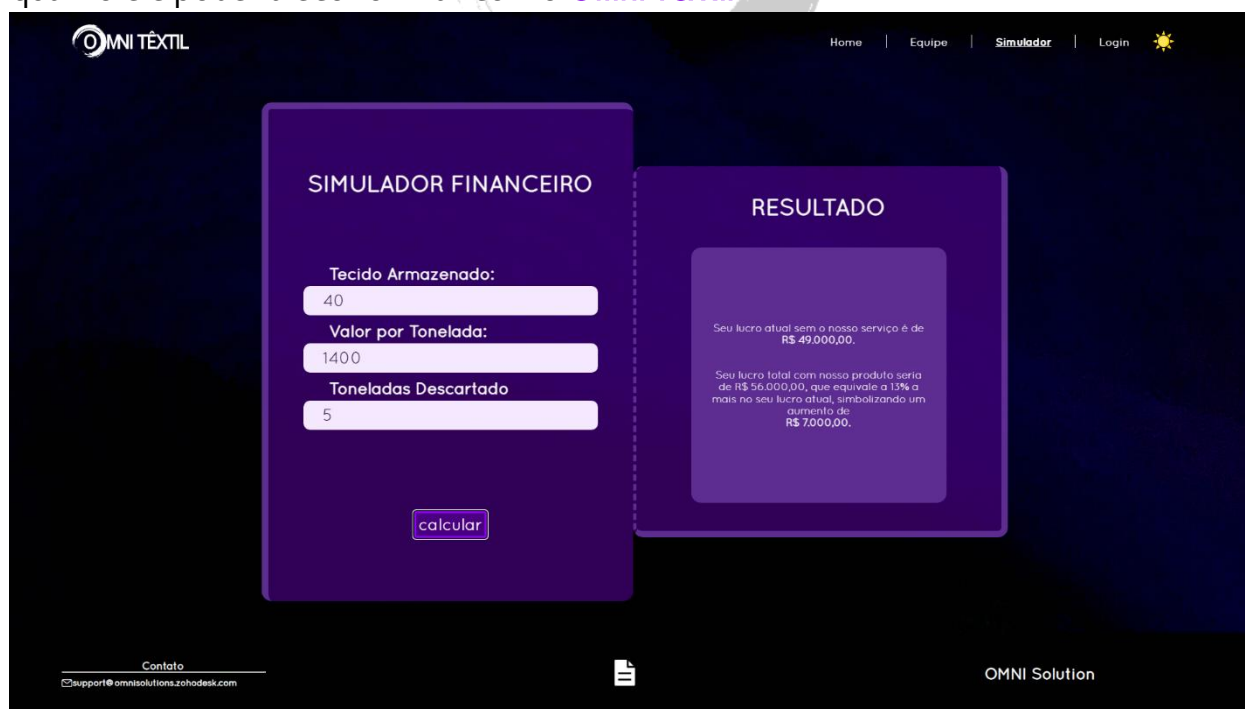 OMNI TÊXTIL
Home | Equipe | Simulador | Login
SIMULADOR FINANCEIRO
Tecido Armazenado:
40
Valor por Tonelada:
1400
Toneladas Descartado
5
calcular
RESULTADO
Seu lucro atual sem o nosso serviço é de
R$ 49.000,00.
Seu lucro total com nosso produto seria
de R$ 56.000,00, que equivale a 13% a
mais no seu lucro atual, simbolizando um
aumento de
R$ 7.000,00.
Contato
support@omnisolutions.zohodesk.com
OMNI Solution